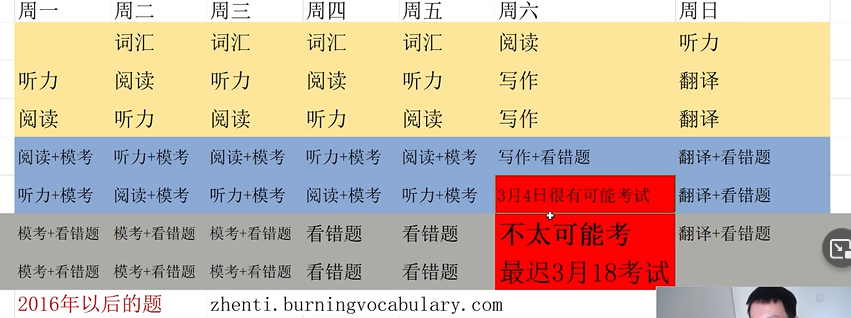 周一 周二 周三 周四 周五 周六 周日
词汇 词汇 词汇 词汇 阅读 听力
听力 阅读 听力 阅读 听力 写作 翻译
阅读 听力 阅读 听力 阅读 写作 翻译
阅读+模考 听力+模考 阅读+模考 听力+模考 阅读+模考 写作+看错题 翻译+看错题
听力+模考 阅读+模考 听力+模考 阅读+模考 听力+模考 3月4日很有可能考试 翻译+看错题
模考+看错题 模考+看错题 模考+看错题 看错题 看错题 不太可能考 翻译+看错题
模考+看错题 模考+看错题 模考+看错题 看错题 看错题 最迟3月18考试
2016年以后的题 zhenti.burningvocabulary.com